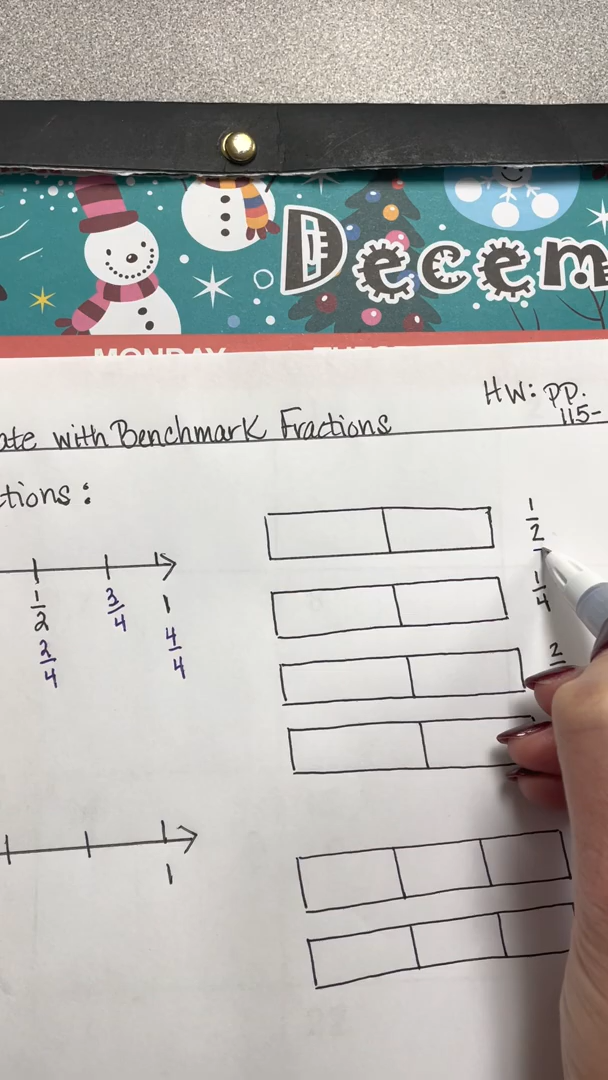 Decem
MONDAY
HW: pp.
115-
ate with Benchmark Fractions
tions:
1/2
1/4
2
1/2 3/4 1
2/4 4/4
1